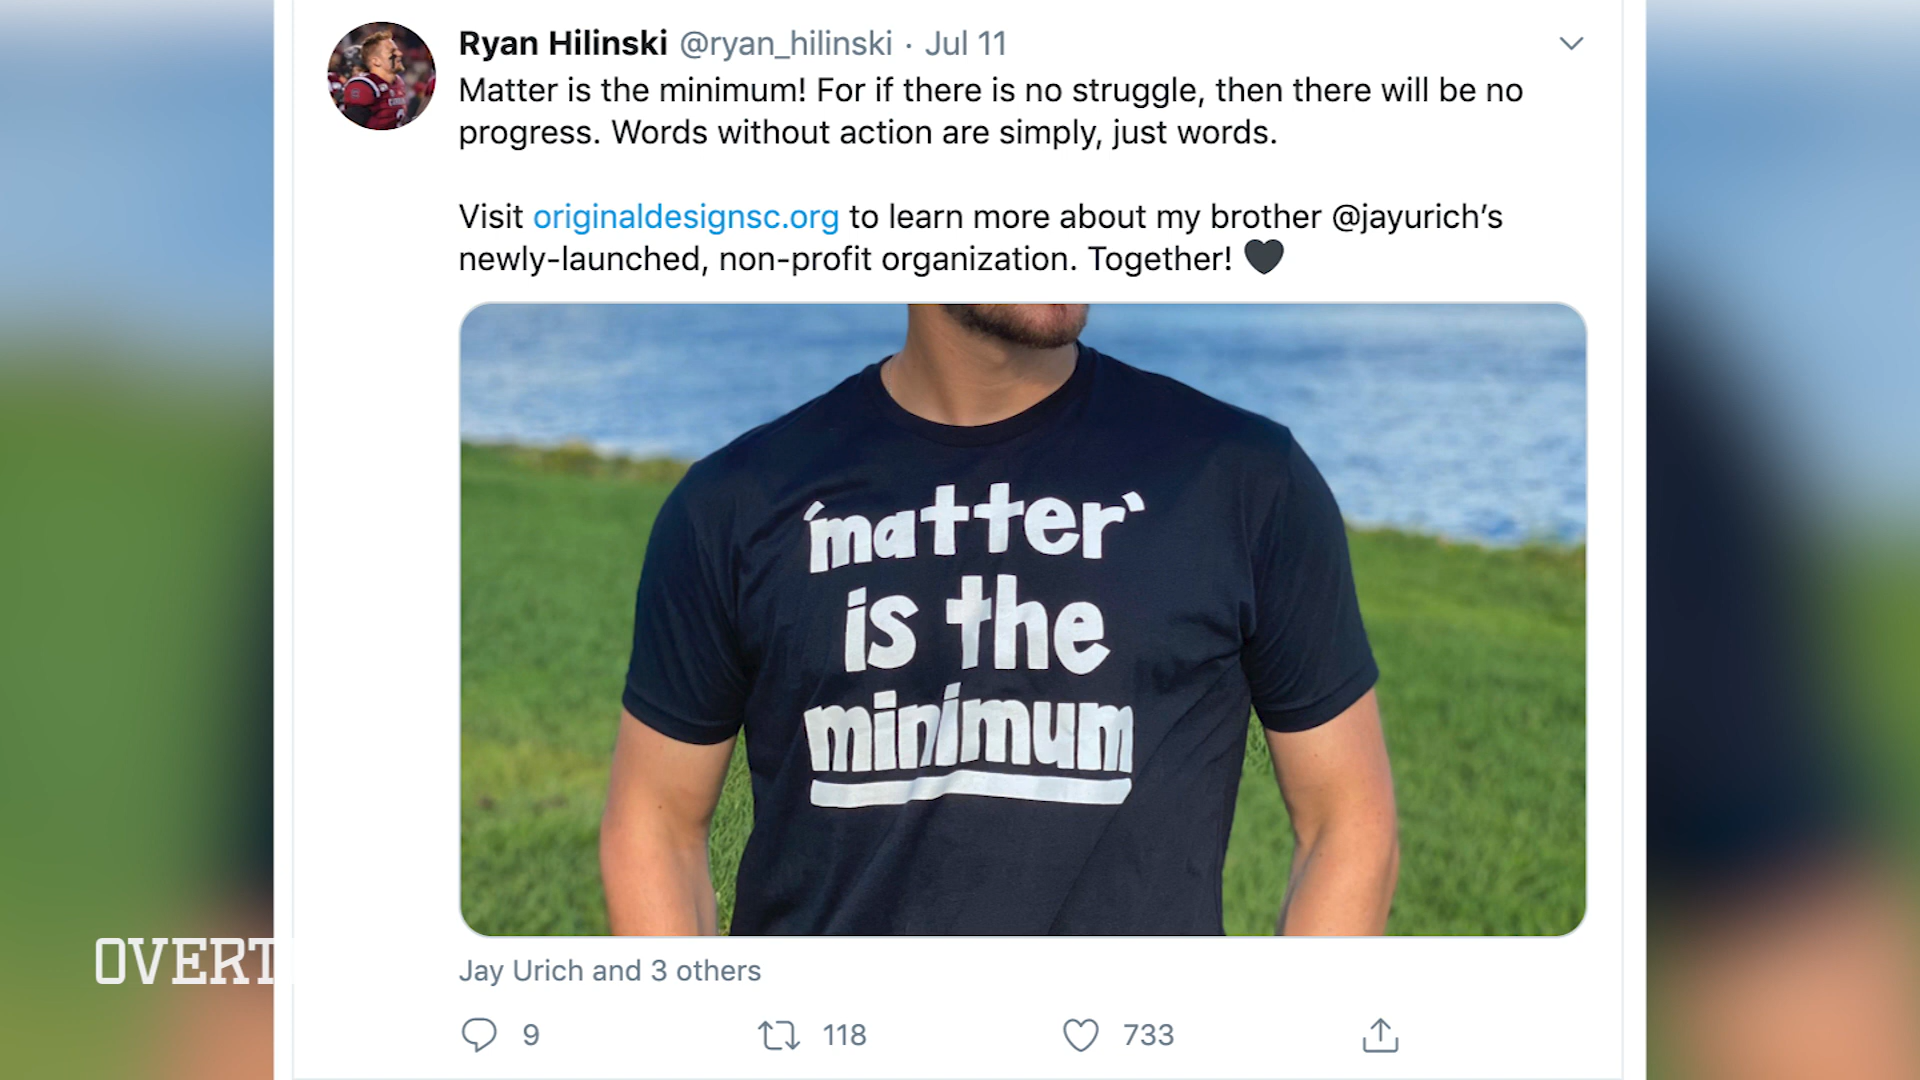 Ryan Hilinski @ryan_hilinski · Jul 11
Matter is the minimum! For if there is no struggle, then there will be no
progress. Words without action are simply, just words.
Visit originaldesignsc.org to learn more about my brother @jayurich’s
newly-launched, non-profit organization. Together! 🖤
'matter'
is the
minimum
Jay Urich and 3 others
9 118 733
OVERT